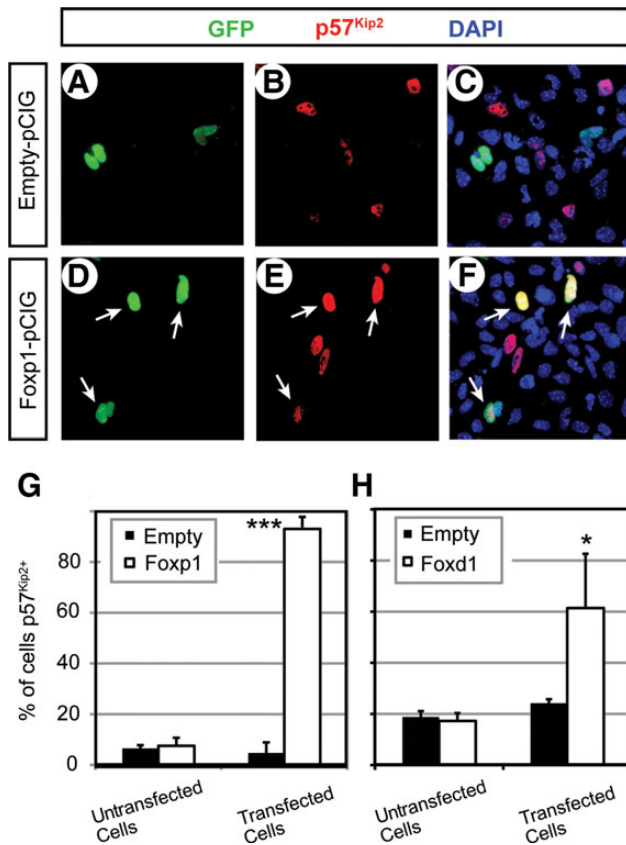 GFP p57Kip2 DAPI
Empty-pCIG
A
B
C
Foxp1-pCIG
D
E
F
G
H
% of cells p57Kip2+
80
60
40
20
0
Empty
Foxp1
***
Empty
Foxd1
*
Untransfected
Cells
Transfected
Cells
Untransfected
Cells
Transfected
Cells